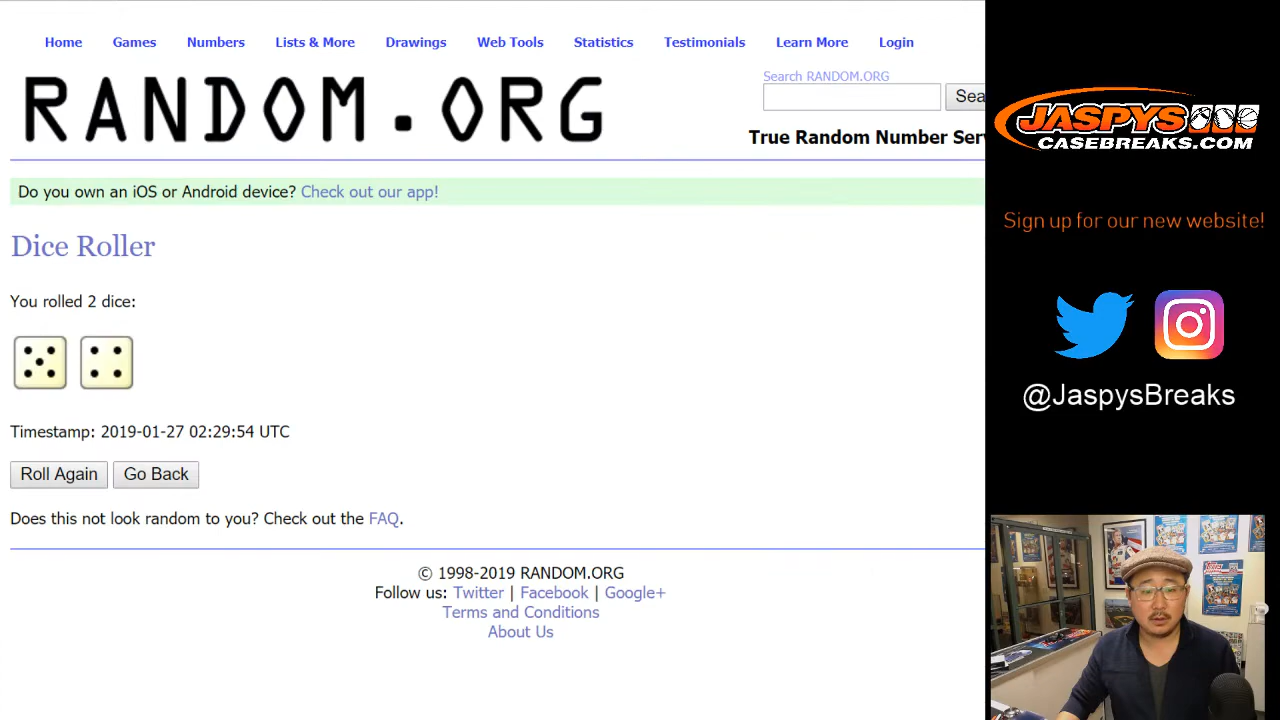 Home Games Numbers Lists & More Drawings Web Tools Statistics Testimonials Learn More Login
RANDOM.ORG
Search RANDOM.ORG
Sea
True Random Number Ser
Do you own an iOS or Android device? Check out our app!
Dice Roller
You rolled 2 dice:
Timestamp: 2019-01-27 02:29:54 UTC
Roll Again Go Back
Does this not look random to you? Check out the FAQ.
© 1998-2019 RANDOM.ORG
Follow us: Twitter | Facebook | Google+
Terms and Conditions
About Us
JASPYS
CASEBREAKS.COM
Sign up for our new website!
@JaspysBreaks
Topps